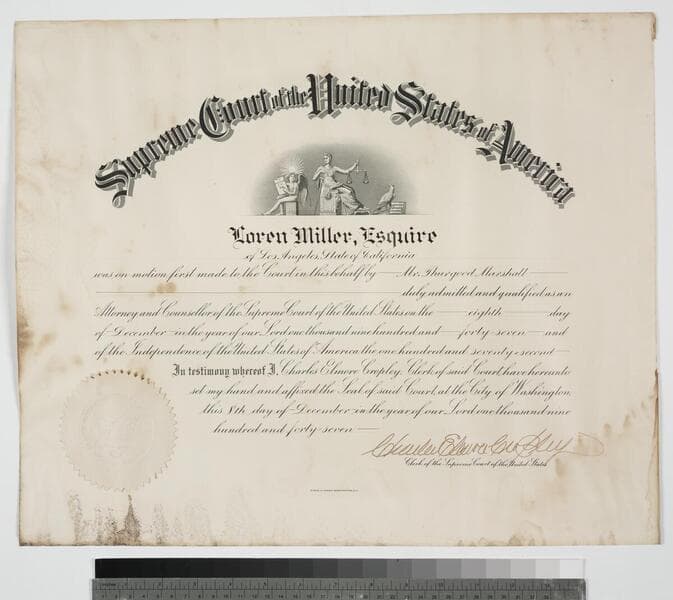 Supreme Court of the United States of America
Loren Miller, Esquire
of Los Angeles, State of California
was on motion first made to the Court in this behalf by Mr. Thurgood Marshall
duly admitted and qualified as an
Attorney and Counsellor of the Supreme Court of the United States on the eighth day
of December in the year of our Lord one thousand nine hundred and forty-seven and
of the Independence of the United States of America the one hundred and seventy-second
In testimony whereof I, Charles Elmore Cropley, Clerk of said Court, have hereunto
set my hand and affixed the Seal of said Court, at the City of Washington,
this 8th day of December in the year of our Lord one thousand nine
hundred and forty-seven
Charles Elmore Cropley
Clerk of the Supreme Court of the United States